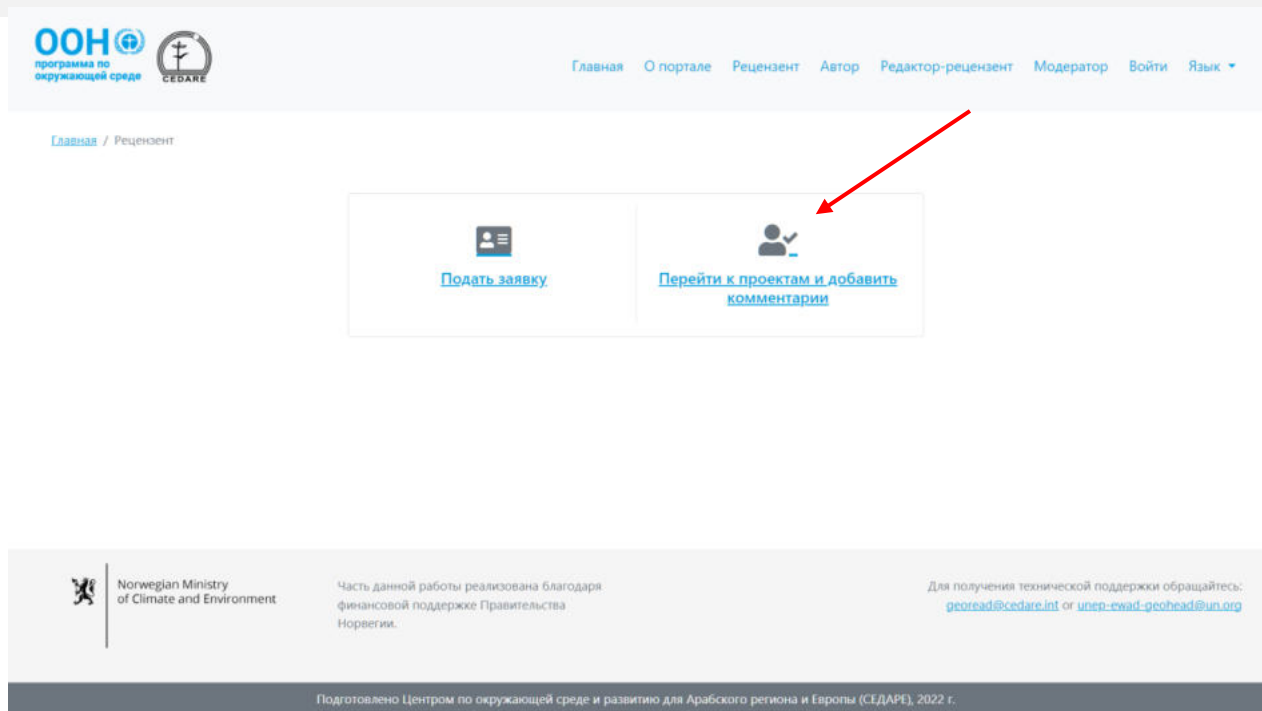 ООН
программа по
окружающей среде
CEDARE
Главная О портале Рецензент Автор Редактор-рецензент Модератор Войти Язык
Главная / Рецензент
Подать заявку
Перейти к проектам и добавить
комментарии
Norwegian Ministry
of Climate and Environment
Часть данной работы реализована благодаря
финансовой поддержке Правительства
Норвегии.
Для получения технической поддержки обращайтесь:
georead@cedare.int or unep-ewad-geohead@un.org
Подготовлено Центром по окружающей среде и развитию для Арабского региона и Европы (СЕДАРЕ), 2022 г.